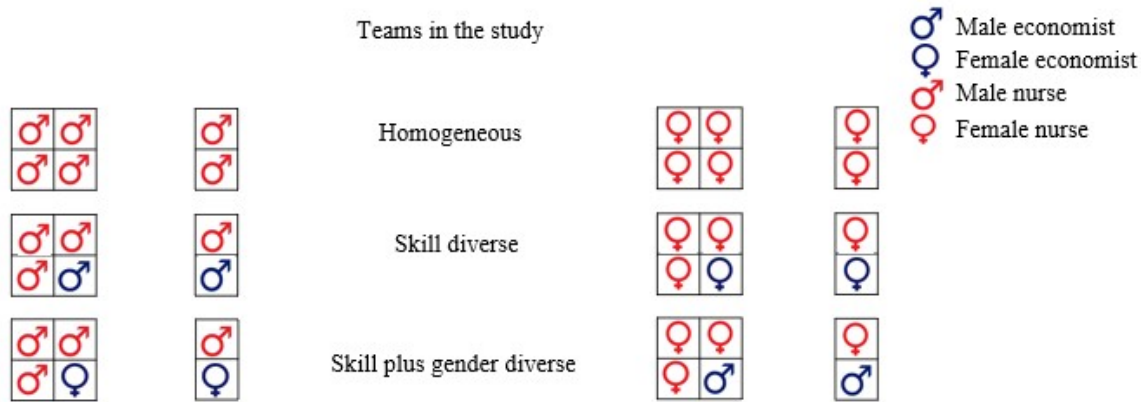 Teams in the study
Male economist
Female economist
Male nurse
Female nurse
Homogeneous
Skill diverse
Skill plus gender diverse